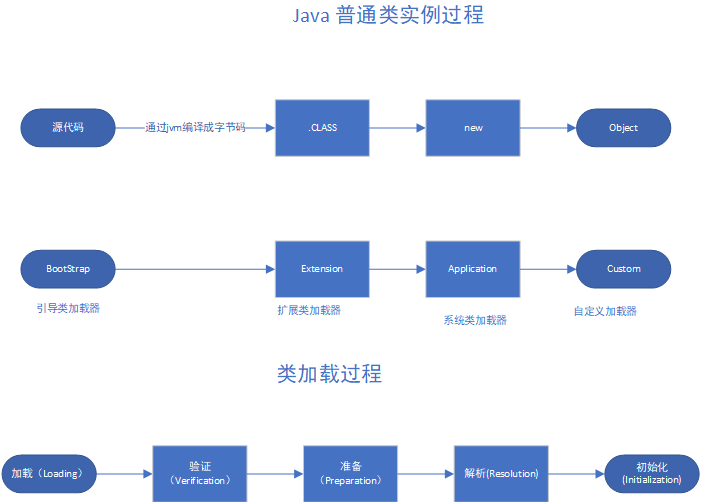 Java 普通类实例过程
源代码
通过jvm编译成字节码
.CLASS
new
Object
BootStrap
Extension
Application
Custom
引导类加载器
扩展类加载器
系统类加载器
自定义加载器
类加载过程
加载（Loading）
验证
（Verification）
准备
（Preparation）
解析(Resolution)
初始化
(Initialization)